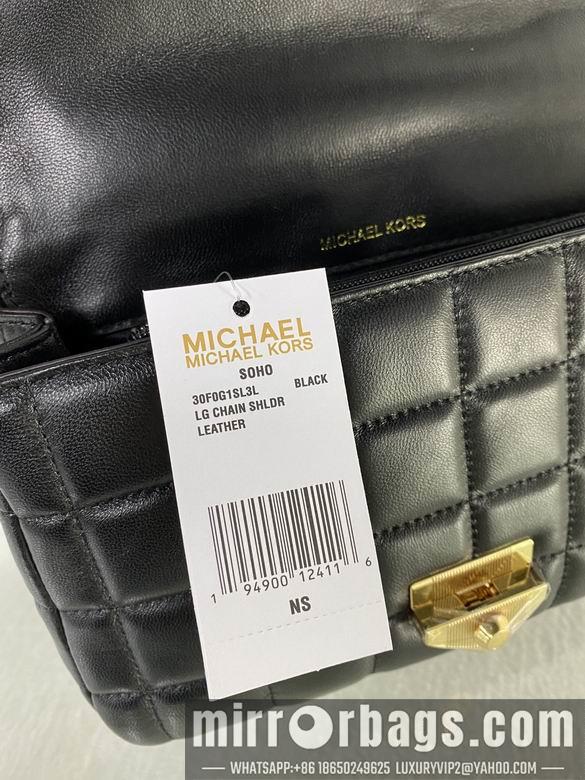 MICHAEL KORS
MICHAEL
MICHAEL KORS
SOHO
30F0G1SL3L BLACK
LG CHAIN SHLDR
LEATHER
1 94900 12411 6
NS
mirrorbags.com
WHATSAPP:+86 18650249625 LUXURYVIP2@YAHOO.COM